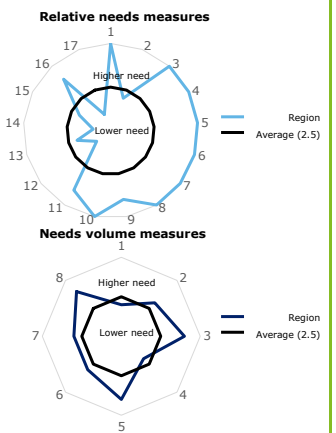 Relative needs measures
1
17 2
16 3
Higher need
15 4
Region
14 Lower need 5
Average (2.5)
13 6
12 7
11 8
10 9
Needs volume measures
1
8 Higher need 2
Region
7 Lower need 3
Average (2.5)
6 4
5